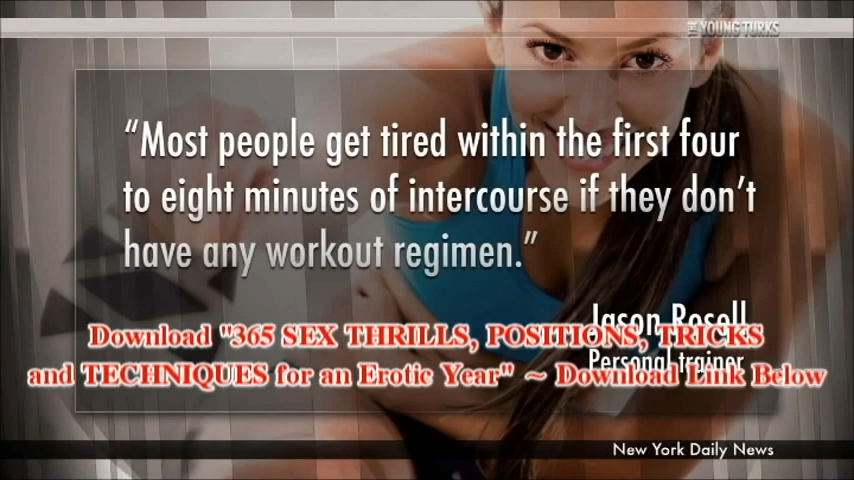 THE YOUNG TURKS
“Most people get tired within the first four
to eight minutes of intercourse if they don’t
have any workout regimen.”
Jason Rosell
Personal trainer
Download "365 SEX THRILLS, POSITIONS, TRICKS
and TECHNIQUES for an Erotic Year" ~ Download Link Below
New York Daily News